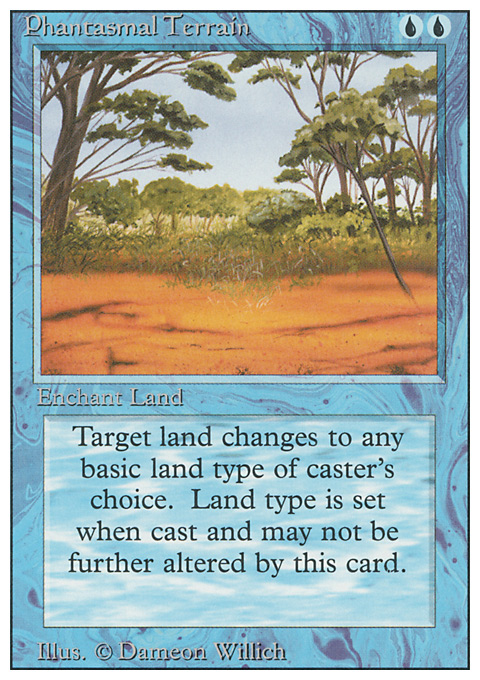 Phantasmal Terrain
Enchant Land
Target land changes to any
basic land type of caster's
choice. Land type is set
when cast and may not be
further altered by this card.
Illus. © Dameon Willich